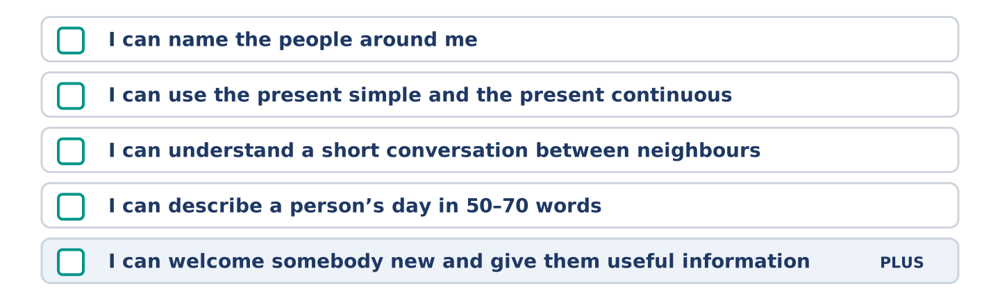 I can name the people around me
I can use the present simple and the present continuous
I can understand a short conversation between neighbours
I can describe a person’s day in 50–70 words
I can welcome somebody new and give them useful information PLUS